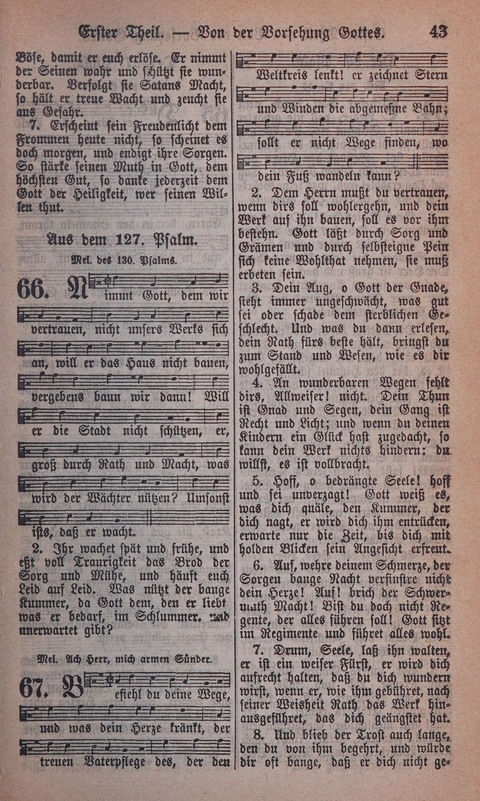 Erster Theil. — Von der Vorsehung Gottes. 43
Böse, damit er euch erlöse. Er nimmt
der Seinen wahr und schützt sie wun-
derbar. Verfolgt sie Satans Macht,
so hält er treue Wacht und zeucht sie
aus Gefahr.
7. Erscheint sein Freudenlicht dem
Frommen heute nicht, so scheinet es
doch morgen, und endigt ihre Sorgen.
So stärke seinen Muth in Gott, dem
höchsten Gut, so danke jederzeit dem
Gott der Heiligkeit, wer seinen Wil-
len thut.
Aus dem 127. Psalm.
Mel. des 130. Psalms.
66. Nimmt Gott, dem wir
vertrauen, nicht unsers Werks sich
an, will er das Haus nicht bauen,
vergebens baun wir dann! Will
er die Stadt nicht schützen, er,
groß durch Rath und Macht, was
wird der Wächter nützen? Umsonst
ists, daß er wacht.
2. Ihr wachet spät und frühe, und
eßt voll Traurigkeit das Brod der
Sorg und Mühe, und häuft euch
Leid auf Leid. Was nützt der bange
Kummer, da Gott dem, den er liebt
was er bedarf, im Schlummer. und
unerwartet gibt?
Mel. Ach Herr, mich armen Sünder.
67. Befiehl du deine Wege,
und was dein Herze kränkt, der
treuen Vaterpflege des, der den
Weltkreis lenkt! er zeichnet Stern
und Winden die abgemeßne Bahn;
sollt er nicht Wege finden, wo
dein Fuß wandeln kann?
2. Dem Herrn mußt du vertrauen,
wenn dirs soll wohlergehn, und dein
Werk auf ihn bauen, soll es vor ihm
bestehn. Gott läßt durch Sorg und
Grämen und durch selbsteigne Pein
sich keine Wohlthat nehmen, sie muß
erbeten sein.
3. Dein Aug, o Gott der Gnade,
sieht immer ungeschwächt, was gut
sei oder schade dem sterblichen Ge-
schlecht. Und was du dann erlesen,
dein Rath fürs beste hält, bringst du
zum Stand und Wesen, wie es dir
wohlgefällt.
4. An wunderbaren Wegen fehlt
dirs, Allweiser! nicht. Dein Thun
ist Gnad und Segen, dein Gang ist
Recht und Licht; und wenn du deinen
Kindern ein Glück hast zugedacht, so
kann dein Werk nichts hindern: du
willst, es ist vollbracht.
5. Hoff, o bedrängte Seele! hoff
und sei unverzagt! Gott weiß es,
was dich quäle, den Kummer, der
dich nagt, er wird dich ihm entrücken,
erwarte nur die Zeit, bis dich mit
holden Blicken sein Angesicht erfreut.
6. Auf, wehre deinem Schmerze, der
Sorgen bange Nacht verfinstre nicht
dein Herze! Auf! brich der Schwer-
muth Macht! Bist du doch nicht Re-
gente, der alles führen soll! Gott sitzt
im Regimente und führet alles wohl.
7. Drum, Seele, laß ihn walten,
er ist ein weiser Fürst, er wird dich
aufrecht halten, daß du dich wundern
wirst, wenn er, wie ihm gebühret, nach
seiner Weisheit Rath das Werk hin-
ausgeführet, das dich geängstet hat.
8. Und blieb der Trost auch lange,
den du von ihm begehrt, und würde
dir oft bange, daß er dich nicht ge-